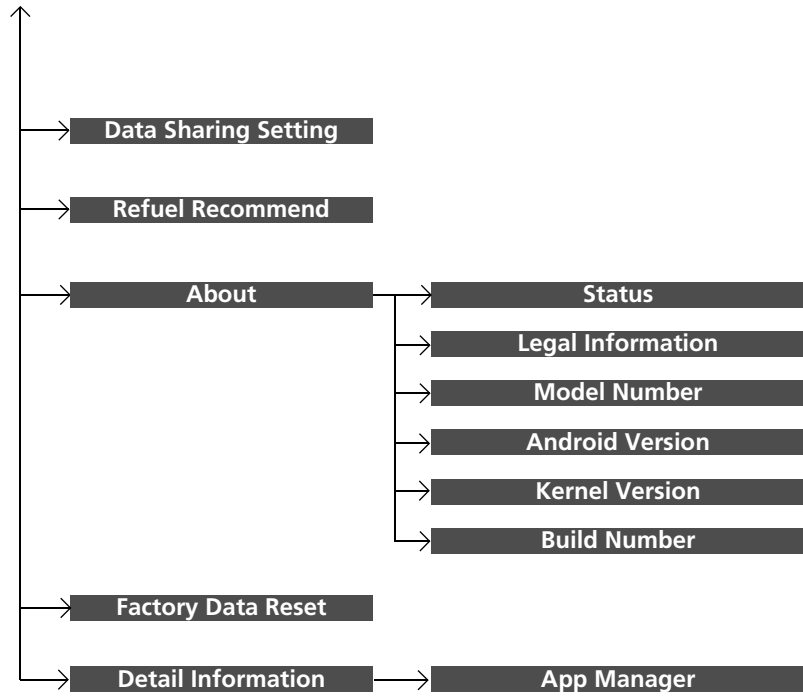 Data Sharing Setting
Refuel Recommend
About
Status
Legal Information
Model Number
Android Version
Kernel Version
Build Number
Factory Data Reset
Detail Information
App Manager